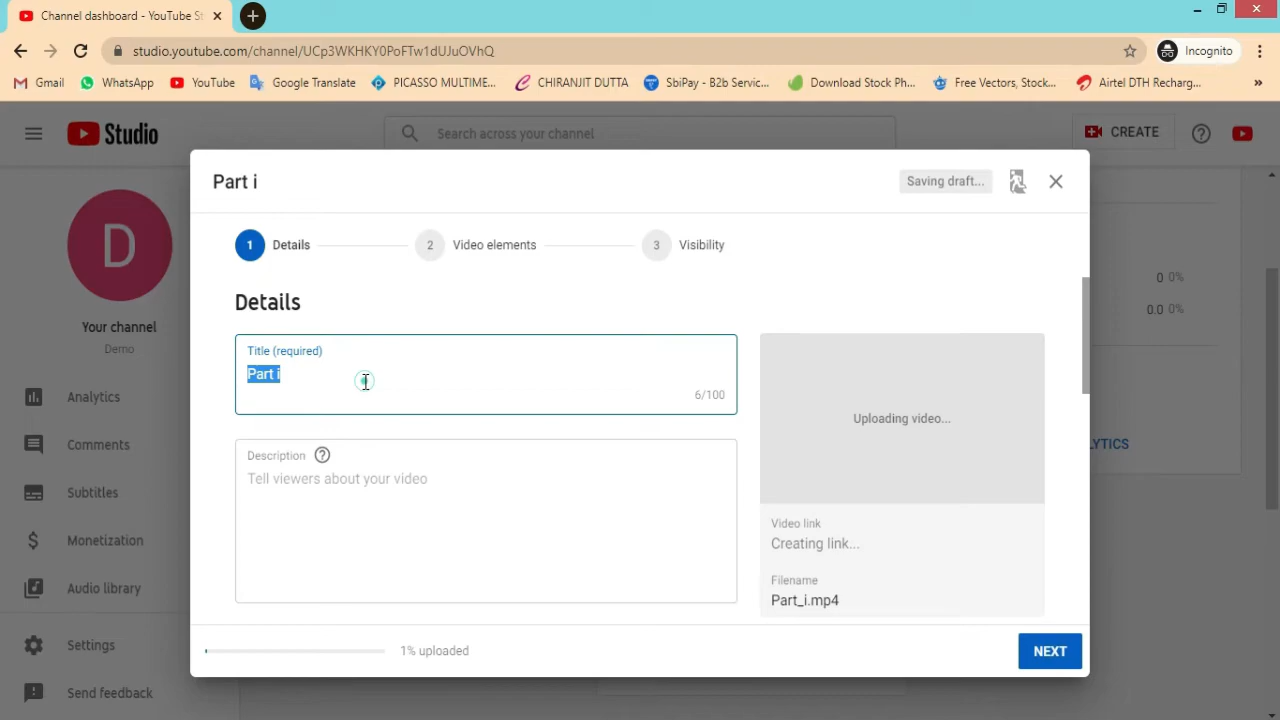 Channel dashboard - YouTube St
studio.youtube.com/channel/UCp3WKHKY0PoFTw1dUJuOVhQ
Incognito
Gmail
WhatsApp
YouTube
Google Translate
PICASSO MULTIME...
CHIRANJIT DUTTA
SbiPay - B2b Servic...
Download Stock Ph...
Free Vectors, Stock...
Airtel DTH Recharg...
»
Studio
Search across your channel
CREATE
Part i
Saving draft...
1 Details
2 Video elements
3 Visibility
D
Your channel
Demo
Analytics
Comments
Subtitles
Monetization
Audio library
Settings
Send feedback
Details
Title (required)
Part i
6/100
Description
Tell viewers about your video
Uploading video...
Video link
Creating link...
Filename
Part_i.mp4
0 0%
0.0 0%
LYTICS
1% uploaded
NEXT